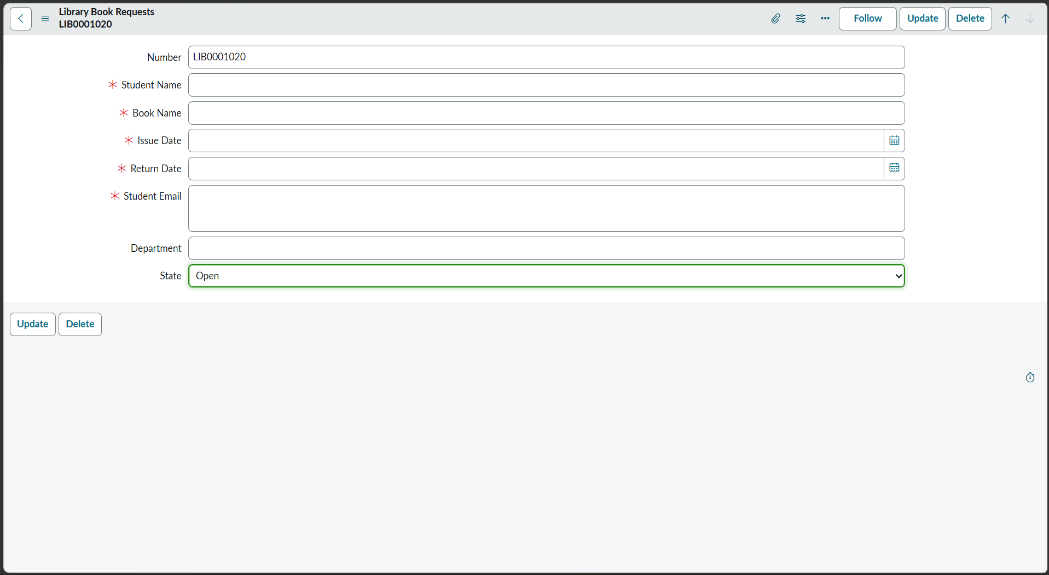 Library Book Requests
LIB0001020
Follow
Update
Delete
Number
LIB0001020
Student Name
Book Name
Issue Date
Return Date
Student Email
Department
State
Open
Update
Delete